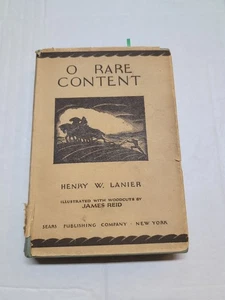 O RARE
CONTENT
HENRY W. LANIER
ILLUSTRATED WITH WOODCUTS BY
JAMES REID
SEARS PUBLISHING COMPANY · NEW YORK